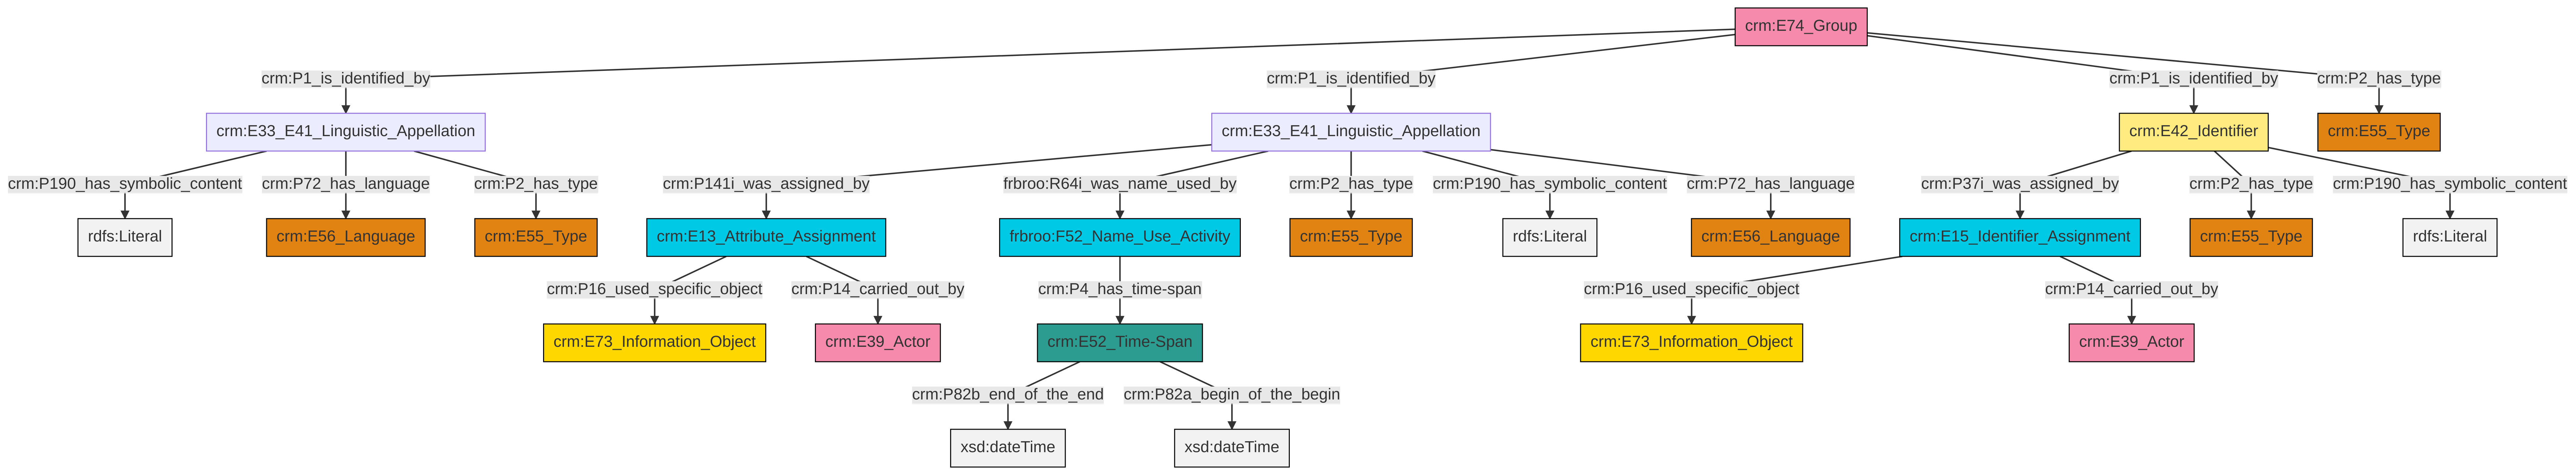 crm:E74_Group
crm:P1_is_identified_by
crm:P1_is_identified_by
crm:P1_is_identified_by
crm:P2_has_type
crm:E33_E41_Linguistic_Appellation
crm:E33_E41_Linguistic_Appellation
crm:E42_Identifier
crm:E55_Type
crm:P190_has_symbolic_content
crm:P72_has_language
crm:P2_has_type
crm:P141i_was_assigned_by
frbroo:R64i_was_name_used_by
crm:P2_has_type
crm:P190_has_symbolic_content
crm:P72_has_language
crm:P37i_was_assigned_by
crm:P2_has_type
crm:P190_has_symbolic_content
rdfs:Literal
crm:E56_Language
crm:E55_Type
crm:E13_Attribute_Assignment
frbroo:F52_Name_Use_Activity
crm:E55_Type
rdfs:Literal
crm:E56_Language
crm:E15_Identifier_Assignment
crm:E55_Type
rdfs:Literal
crm:P16_used_specific_object
crm:P14_carried_out_by
crm:P4_has_time-span
crm:P16_used_specific_object
crm:P14_carried_out_by
crm:E73_Information_Object
crm:E39_Actor
crm:E52_Time-Span
crm:E73_Information_Object
crm:E39_Actor
crm:P82b_end_of_the_end
crm:P82a_begin_of_the_begin
xsd:dateTime
xsd:dateTime